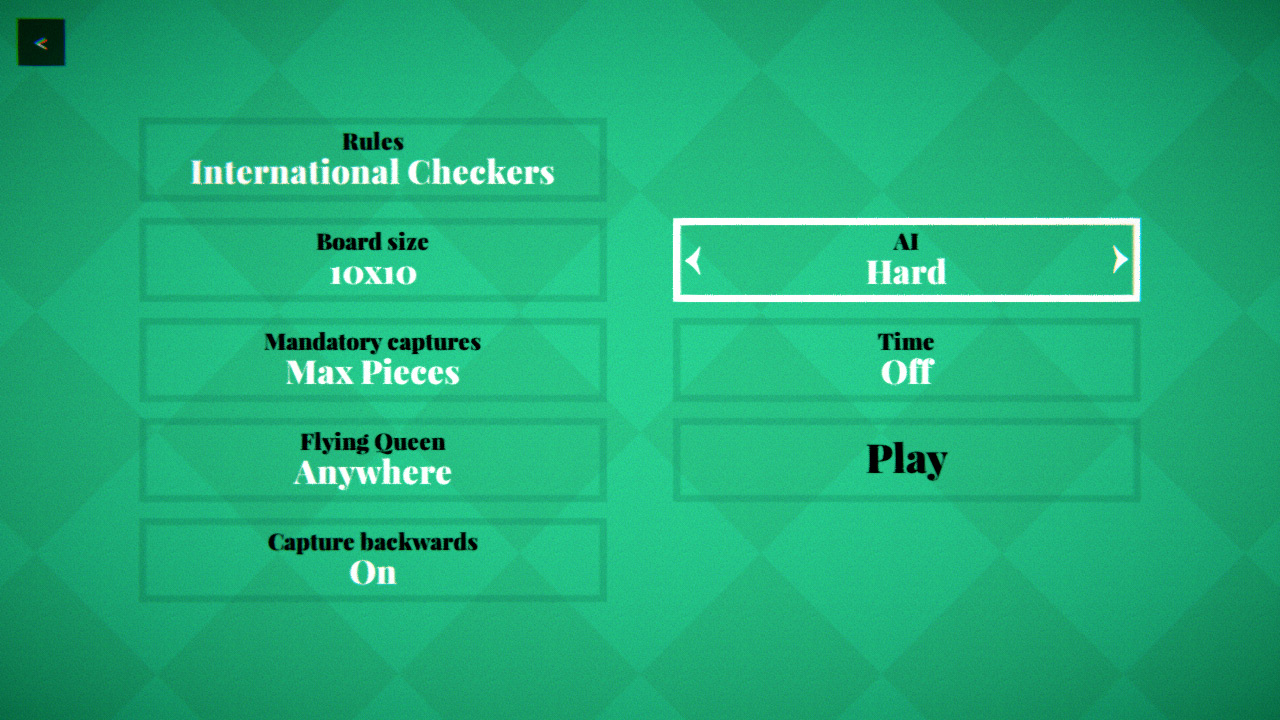 <
Rules
International Checkers
Board size
10x10
Mandatory captures
Max Pieces
Flying Queen
Anywhere
Capture backwards
On
AI
Hard
Time
Off
Play